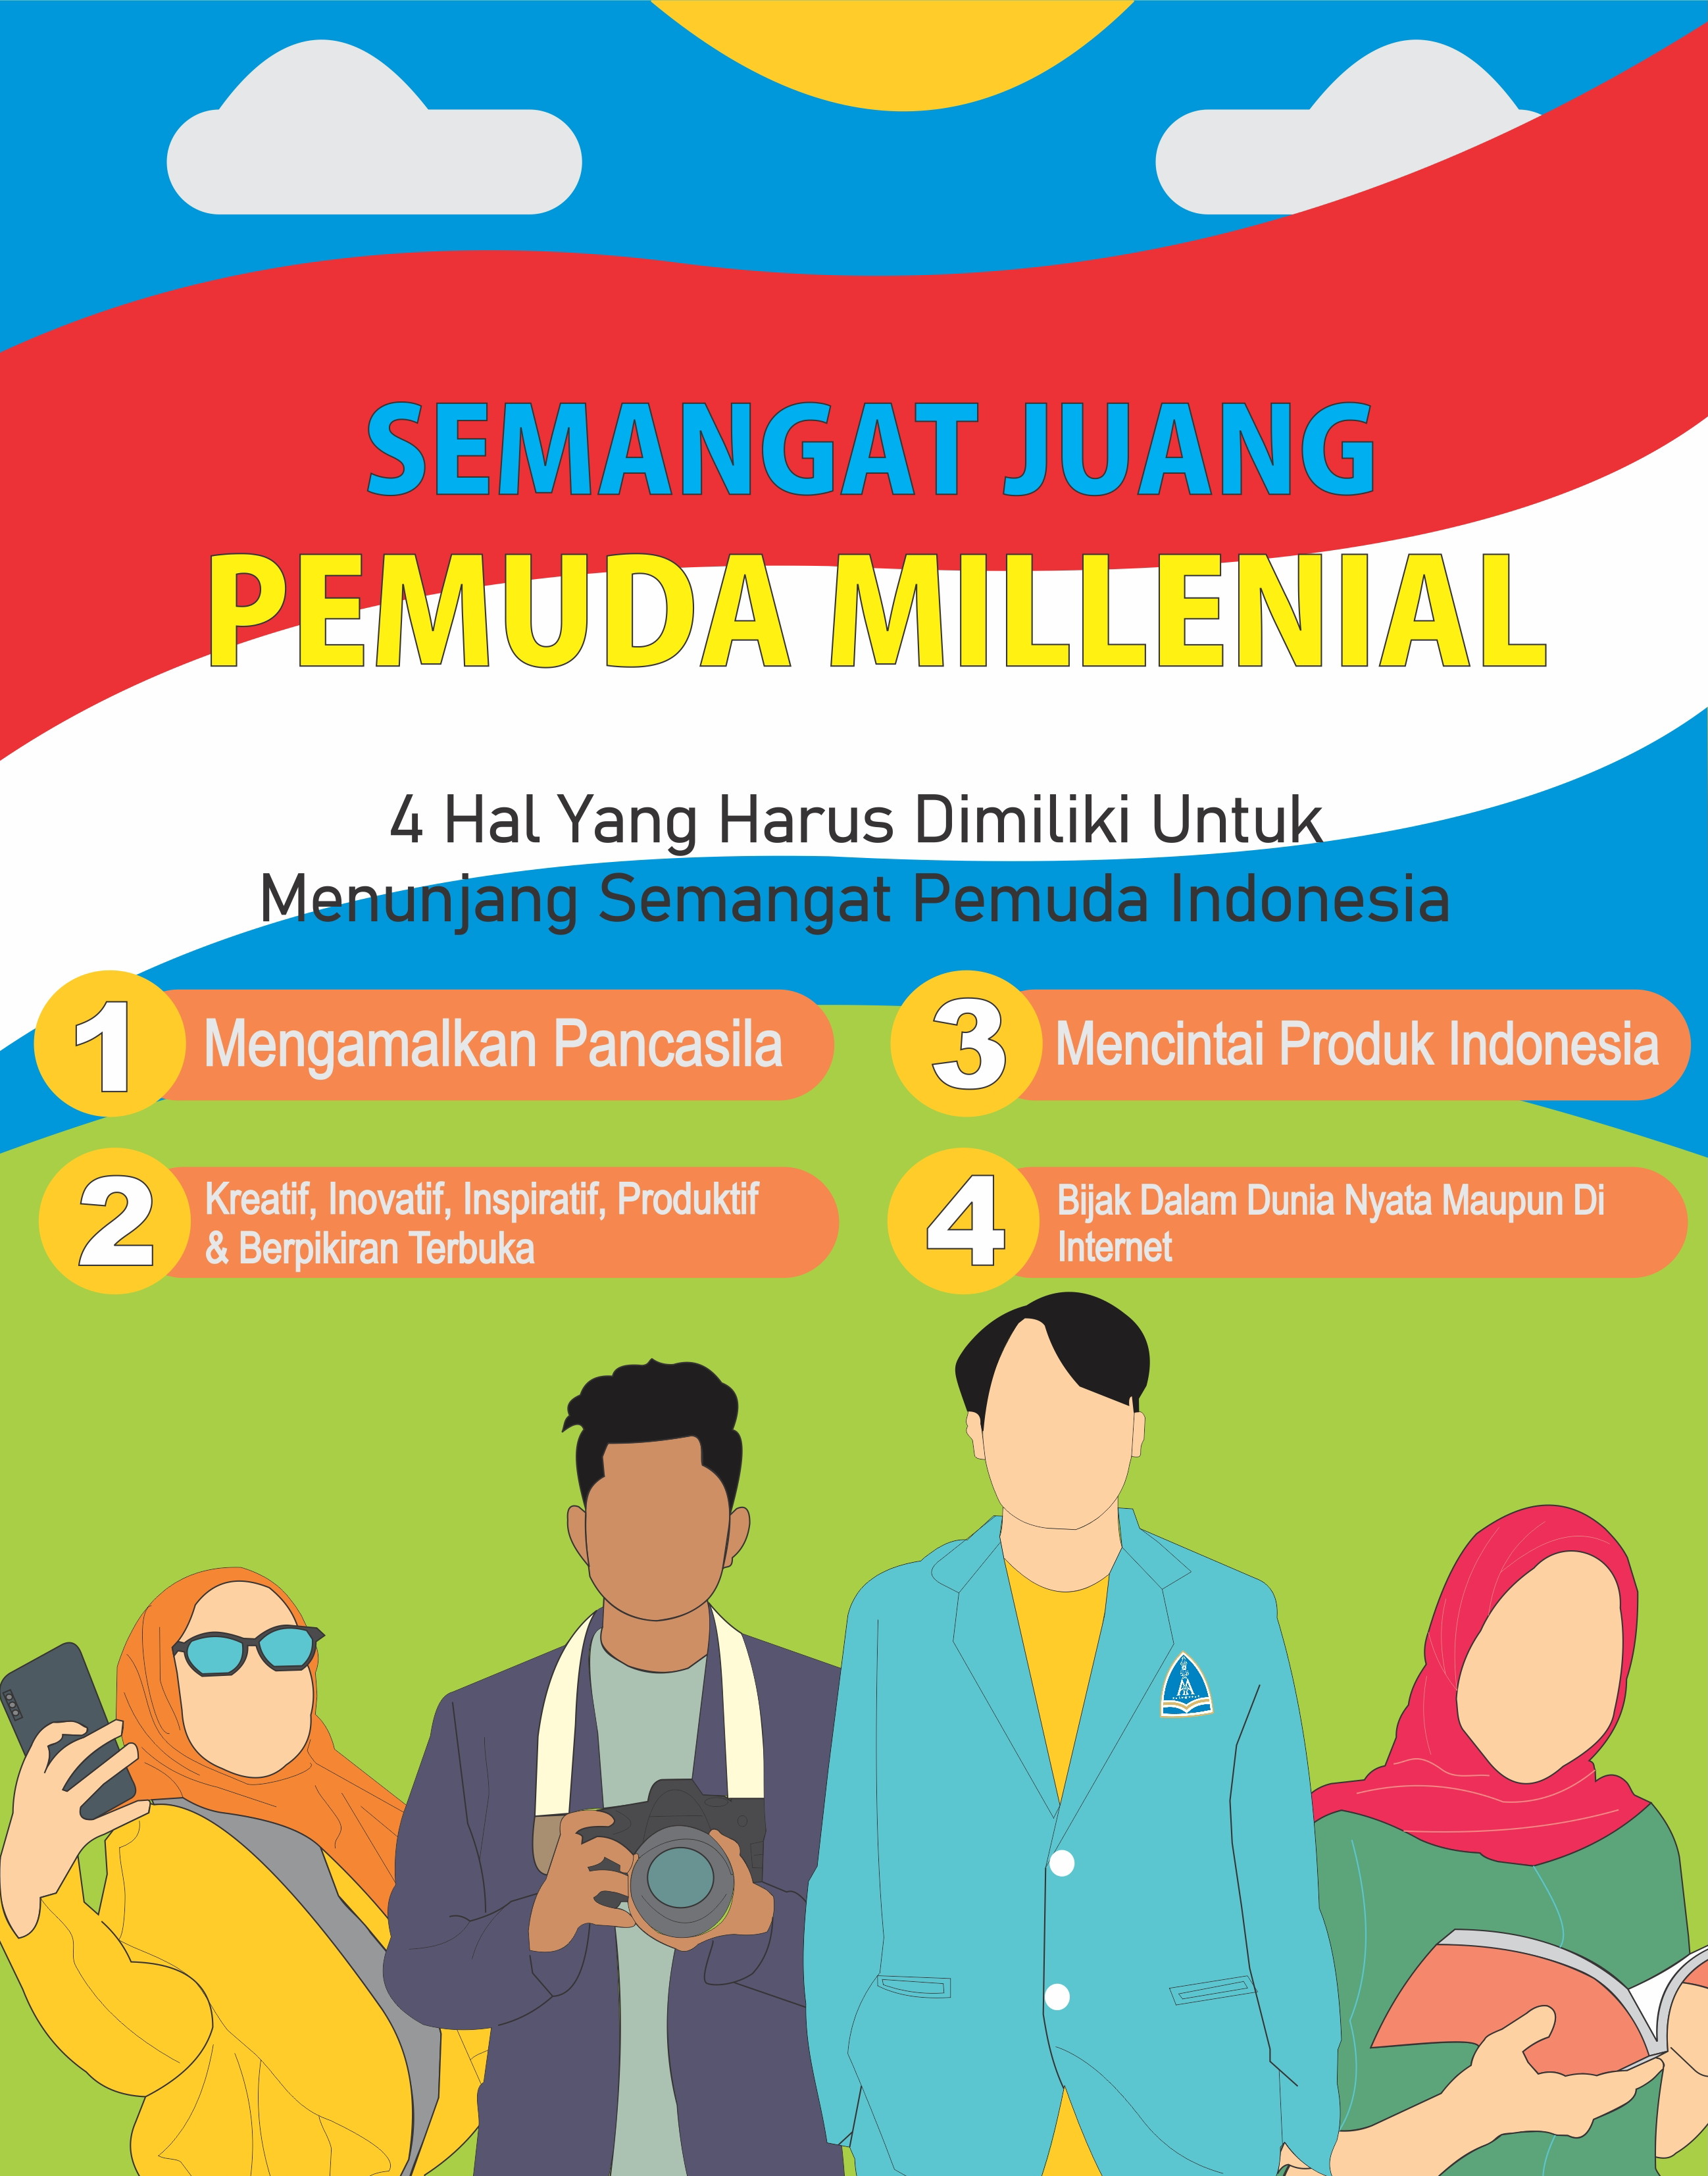 SEMANGAT JUANG
PEMUDA MILLENIAL
4 Hal Yang Harus Dimiliki Untuk
Menunjang Semangat Pemuda Indonesia
1 Mengamalkan Pancasila
2 Kreatif, Inovatif, Inspiratif, Produktif
& Berpikiran Terbuka
3 Mencintai Produk Indonesia
4 Bijak Dalam Dunia Nyata Maupun Di
Internet